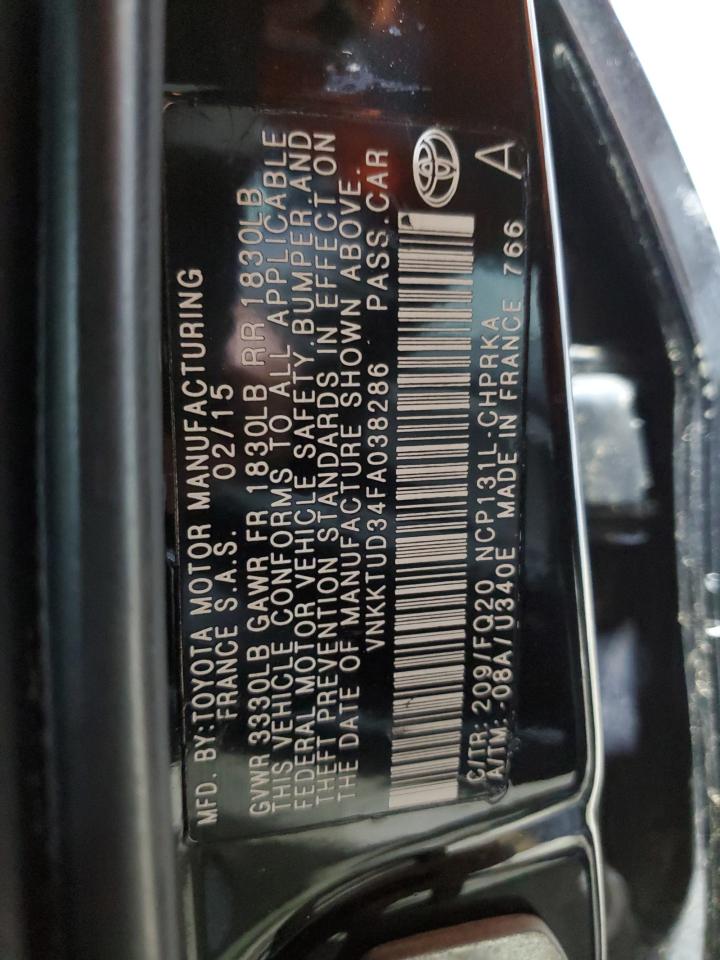 MFD. BY: TOYOTA MOTOR MANUFACTURING
FRANCE S.A.S. 02/15
GVWR 3330LB GAWR FR 1830LB RR 1830LB
THIS VEHICLE CONFORMS TO ALL APPLICABLE
FEDERAL MOTOR VEHICLE SAFETY, BUMPER, AND
THEFT PREVENTION STANDARDS IN EFFECT ON
THE DATE OF MANUFACTURE SHOWN ABOVE.
VNKKTUD34FA038286 PASS.CAR
C/TR: 209/FQ20 NCP131L-CHPRKA
A/TM: -08A/U340E MADE IN FRANCE 766 A